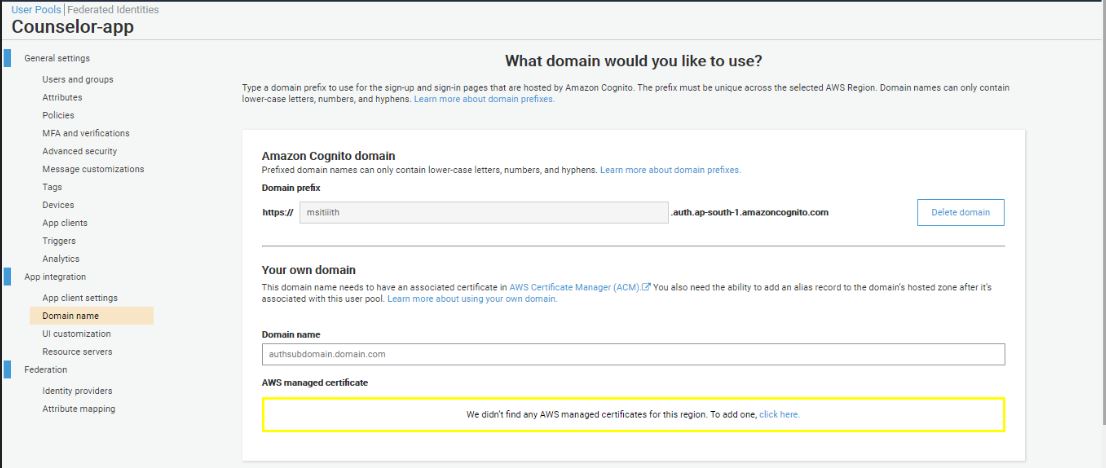 User Pools | Federated Identities
Counselor-app
General settings
Users and groups
Attributes
Policies
MFA and verifications
Advanced security
Message customizations
Tags
Devices
App clients
Triggers
Analytics
App integration
App client settings
Domain name
UI customization
Resource servers
Federation
Identity providers
Attribute mapping
What domain would you like to use?
Type a domain prefix to use for the sign-up and sign-in pages that are hosted by Amazon Cognito. The prefix must be unique across the selected AWS Region. Domain names can only contain
lower-case letters, numbers, and hyphens. Learn more about domain prefixes.
Amazon Cognito domain
Prefixed domain names can only contain lower-case letters, numbers, and hyphens. Learn more about domain prefixes.
Domain prefix
https:// msitiiith .auth.ap-south-1.amazoncognito.com Delete domain
Your own domain
This domain name needs to have an associated certificate in AWS Certificate Manager (ACM). You also need the ability to add an alias record to the domain's hosted zone after it's
associated with this user pool. Learn more about using your own domain.
Domain name
authsubdomain.domain.com
AWS managed certificate
We didn't find any AWS managed certificates for this region. To add one, click here.